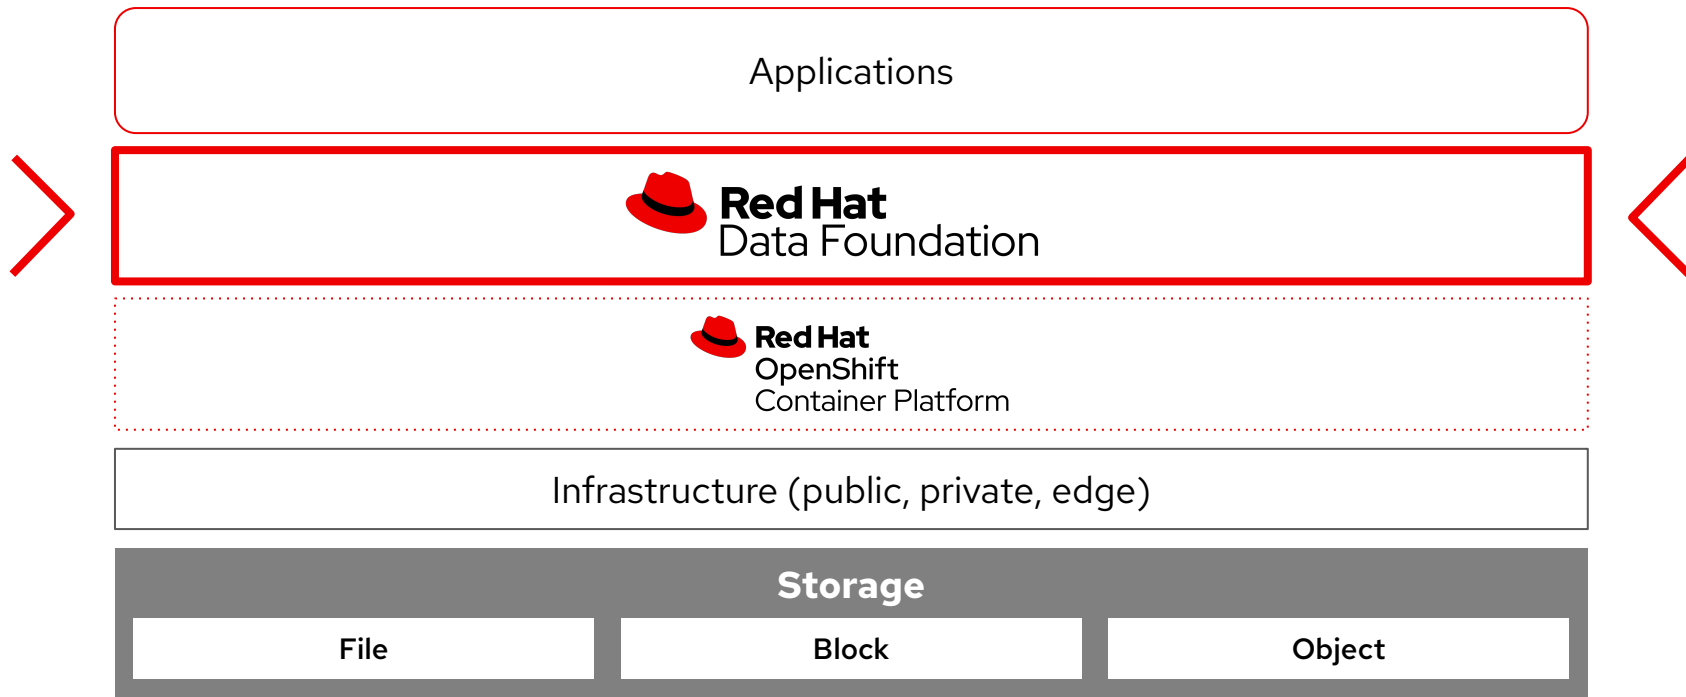 Applications
Red Hat
Data Foundation
Red Hat
OpenShift
Container Platform
Infrastructure (public, private, edge)
Storage
File
Block
Object